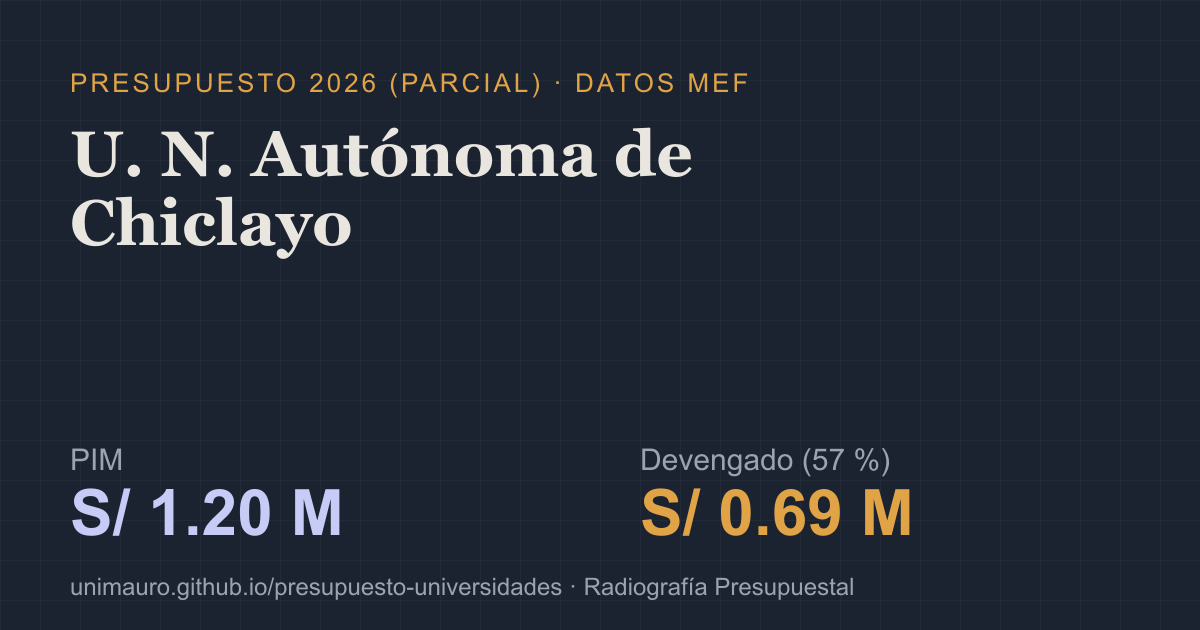 PRESUPUESTO 2026 (PARCIAL) · DATOS MEF
U. N. Autónoma de
Chiclayo
PIM
S/ 1.20 M
Devengado (57 %)
S/ 0.69 M
unimauro.github.io/presupuesto-universidades · Radiografía Presupuestal